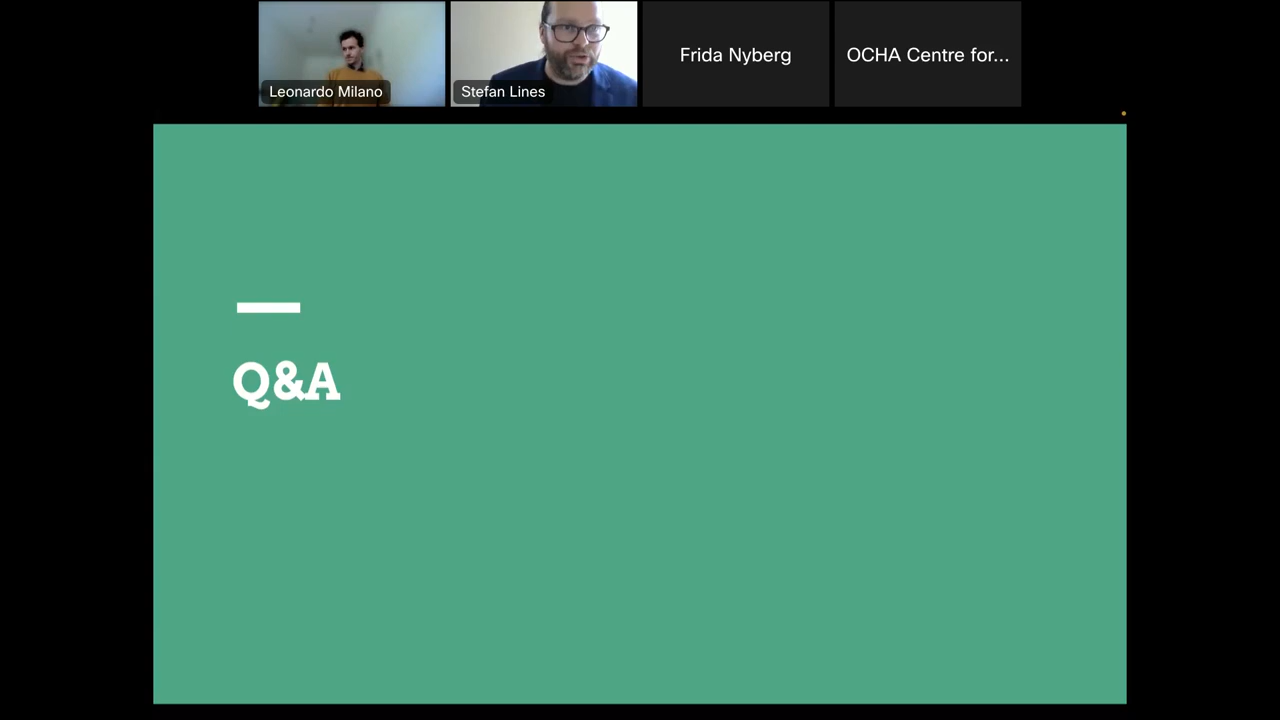 Leonardo Milano
Stefan Lines
Frida Nyberg
OCHA Centre for...
Q&A